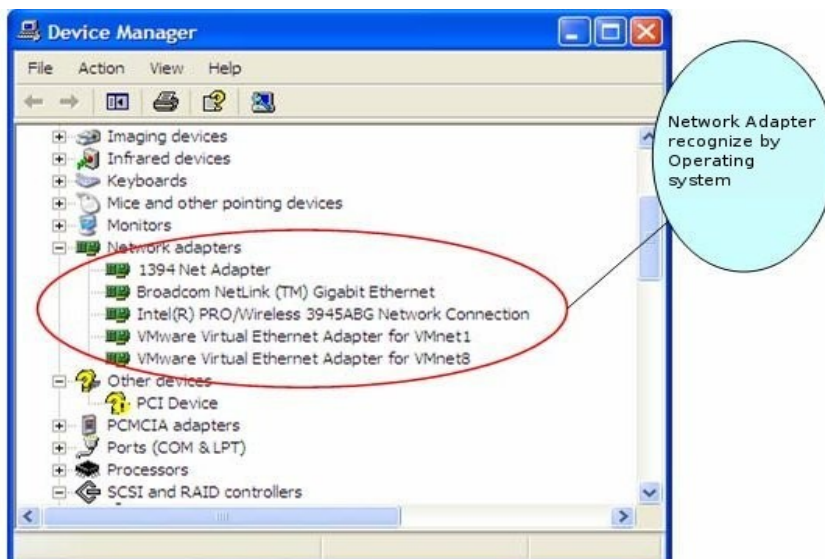 Device Manager
File Action View Help
Imaging devices
Infrared devices
Keyboards
Mice and other pointing devices
Monitors
Network adapters
1394 Net Adapter
Broadcom NetLink (TM) Gigabit Ethernet
Intel(R) PRO/Wireless 3945ABG Network Connection
VMware Virtual Ethernet Adapter for VMnet1
VMware Virtual Ethernet Adapter for VMnet8
Other devices
PCI Device
PCMCIA adapters
Ports (COM & LPT)
Processors
SCSI and RAID controllers
Network Adapter
recognize by
Operating
system